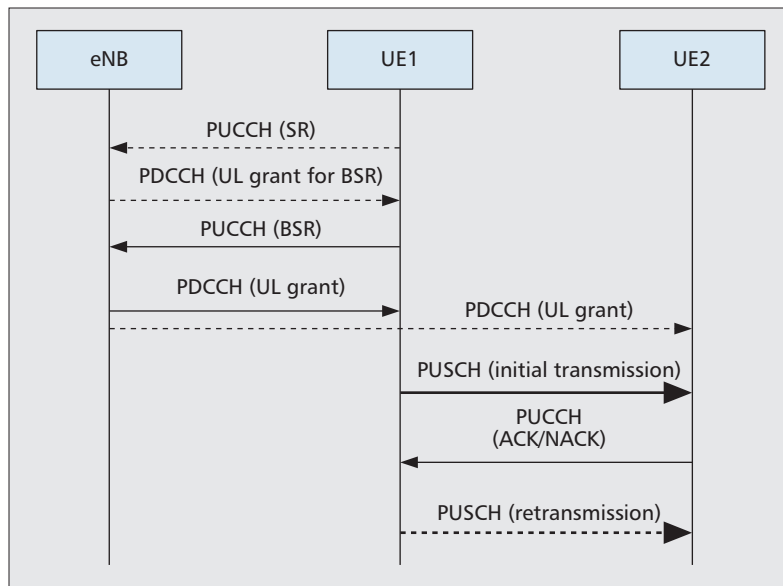 eNB
UE1
UE2
PUCCH (SR)
PDCCH (UL grant for BSR)
PUCCH (BSR)
PDCCH (UL grant)
PDCCH (UL grant)
PUSCH (initial transmission)
PUCCH
(ACK/NACK)
PUSCH (retransmission)